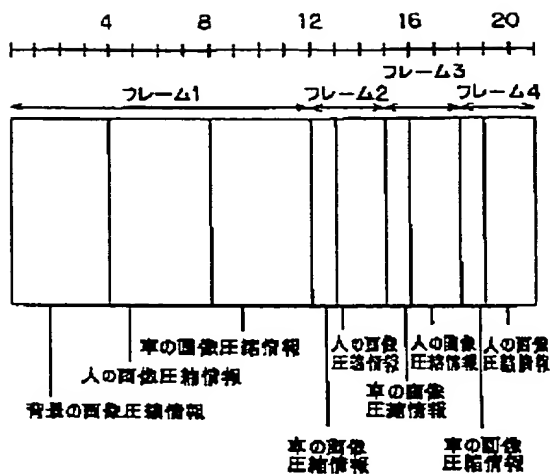 4 8 12 16 20
フレーム3
フレーム1 フレーム2 フレーム4
車の画像圧縮情報
人の画像圧縮情報
背景の画像圧縮情報
人の画像
圧縮情報
人の画像
圧縮情報
人の画像
圧縮情報
車の画像
圧縮情報
車の画像
圧縮情報
車の画像
圧縮情報